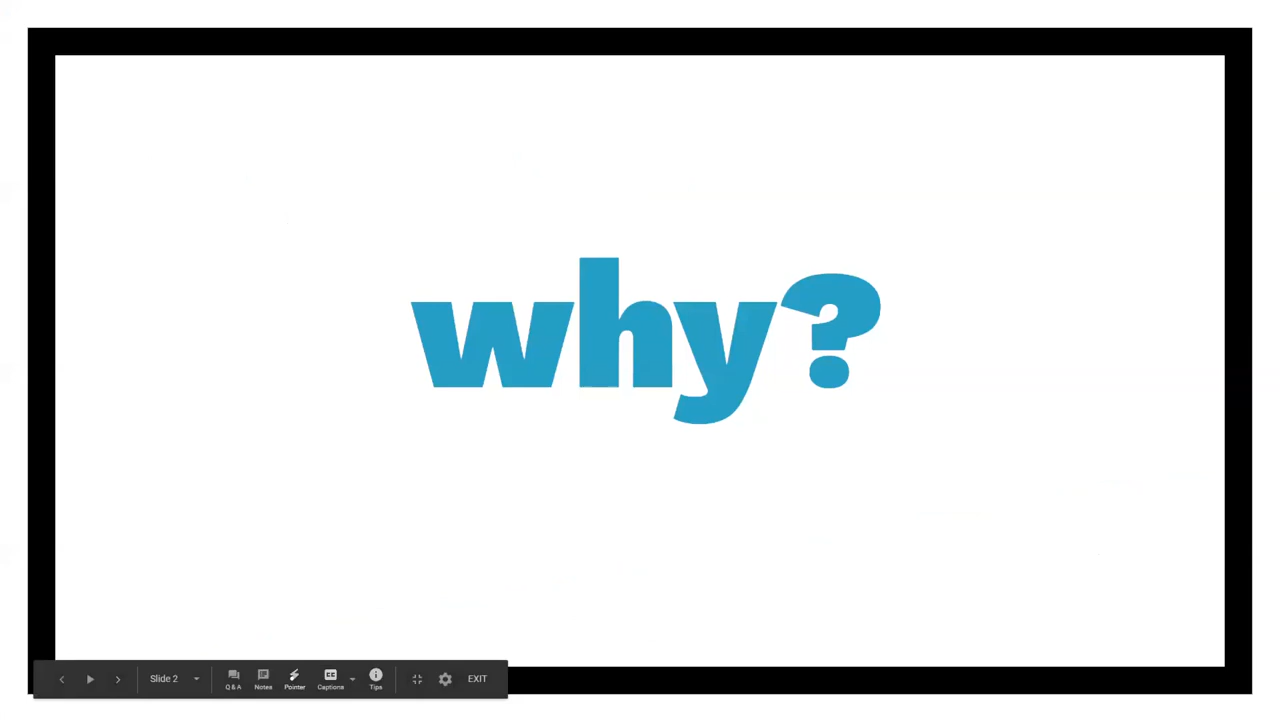 why?
Slide 2
Q & A
Notes
Pointer
Captions
Tips
EXIT